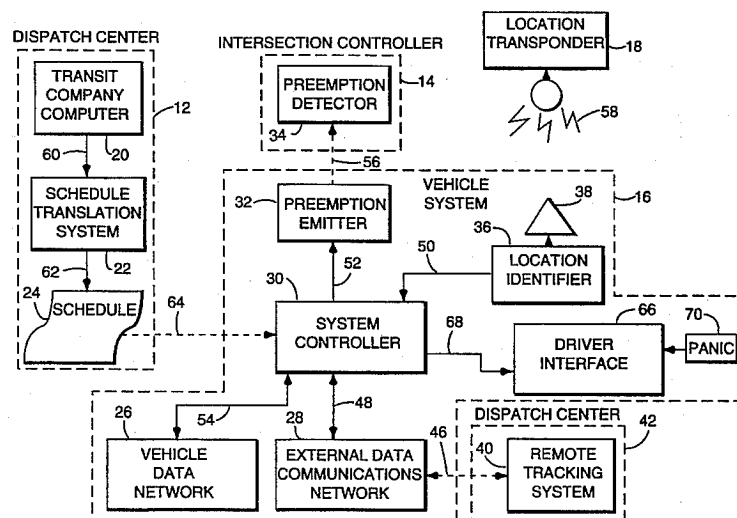 DISPATCH CENTER
TRANSIT
COMPANY
COMPUTER
12
60
20
SCHEDULE
TRANSLATION
SYSTEM
62
22
24
SCHEDULE
64
INTERSECTION CONTROLLER
PREEMPTION
DETECTOR
34
14
56
LOCATION
TRANSPONDER
18
58
VEHICLE
SYSTEM
16
32
PREEMPTION
EMITTER
38
36
LOCATION
IDENTIFIER
50
52
30
SYSTEM
CONTROLLER
68
66
DRIVER
INTERFACE
70
PANIC
54
48
26
VEHICLE
DATA
NETWORK
28
EXTERNAL DATA
COMMUNICATIONS
NETWORK
46
DISPATCH CENTER
42
40
REMOTE
TRACKING
SYSTEM